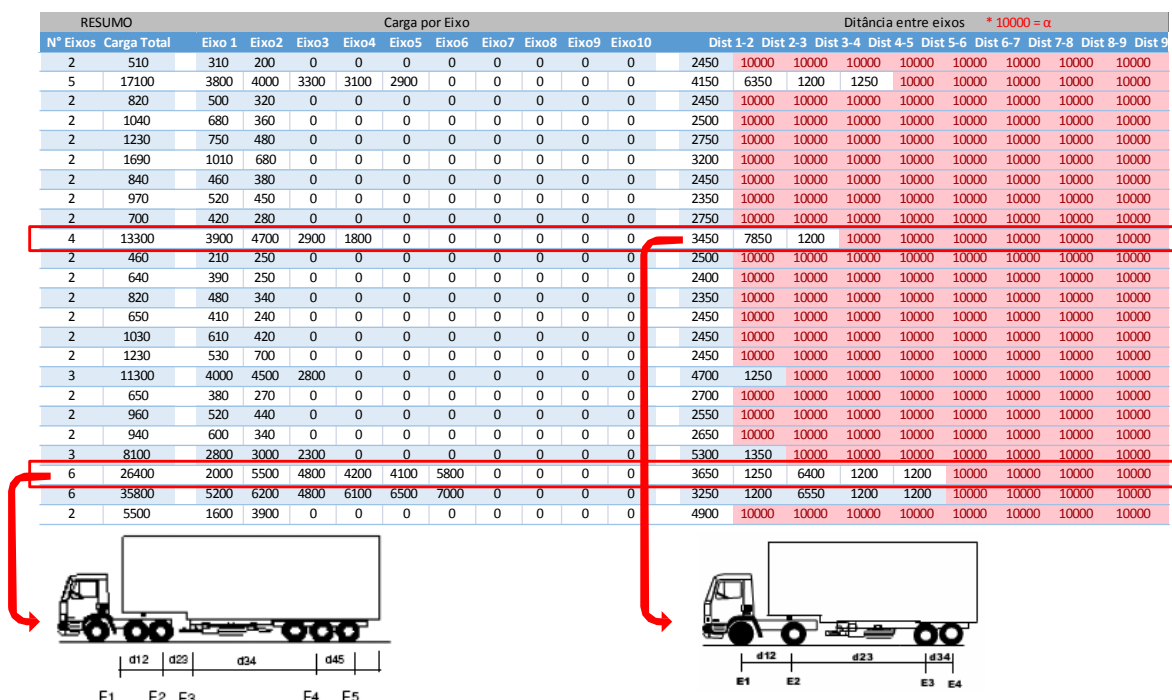 RESUMO Carga por Eixo Ditância entre eixos * 10000 = α
N° Eixos Carga Total Eixo 1 Eixo2 Eixo3 Eixo4 Eixo5 Eixo6 Eixo7 Eixo8 Eixo9 Eixo10 Dist 1-2 Dist 2-3 Dist 3-4 Dist 4-5 Dist 5-6 Dist 6-7 Dist 7-8 Dist 8-9 Dist 9
2 510 310 200 0 0 0 0 0 0 0 0 2450 10000 10000 10000 10000 10000 10000 10000 10000
5 17100 3800 4000 3300 3100 2900 0 0 0 0 0 4150 6350 1200 1250 10000 10000 10000 10000 10000
2 820 500 320 0 0 0 0 0 0 0 0 2450 10000 10000 10000 10000 10000 10000 10000 10000
2 1040 680 360 0 0 0 0 0 0 0 0 2500 10000 10000 10000 10000 10000 10000 10000 10000
2 1230 750 480 0 0 0 0 0 0 0 0 2750 10000 10000 10000 10000 10000 10000 10000 10000
2 1690 1010 680 0 0 0 0 0 0 0 0 3200 10000 10000 10000 10000 10000 10000 10000 10000
2 840 460 380 0 0 0 0 0 0 0 0 2450 10000 10000 10000 10000 10000 10000 10000 10000
2 970 520 450 0 0 0 0 0 0 0 0 2350 10000 10000 10000 10000 10000 10000 10000 10000
2 700 420 280 0 0 0 0 0 0 0 0 2750 10000 10000 10000 10000 10000 10000 10000 10000
4 13300 3900 4700 2900 1800 0 0 0 0 0 0 3450 7850 1200 10000 10000 10000 10000 10000 10000
2 460 210 250 0 0 0 0 0 0 0 0 2500 10000 10000 10000 10000 10000 10000 10000 10000
2 640 390 250 0 0 0 0 0 0 0 0 2400 10000 10000 10000 10000 10000 10000 10000 10000
2 820 480 340 0 0 0 0 0 0 0 0 2350 10000 10000 10000 10000 10000 10000 10000 10000
2 650 410 240 0 0 0 0 0 0 0 0 2450 10000 10000 10000 10000 10000 10000 10000 10000
2 1030 610 420 0 0 0 0 0 0 0 0 2450 10000 10000 10000 10000 10000 10000 10000 10000
2 1230 530 700 0 0 0 0 0 0 0 0 2450 10000 10000 10000 10000 10000 10000 10000 10000
3 11300 4000 4500 2800 0 0 0 0 0 0 0 4700 1250 10000 10000 10000 10000 10000 10000 10000
2 650 380 270 0 0 0 0 0 0 0 0 2700 10000 10000 10000 10000 10000 10000 10000 10000
2 960 520 440 0 0 0 0 0 0 0 0 2550 10000 10000 10000 10000 10000 10000 10000 10000
2 940 600 340 0 0 0 0 0 0 0 0 2650 10000 10000 10000 10000 10000 10000 10000 10000
3 8100 2800 3000 2300 0 0 0 0 0 0 0 5300 1350 10000 10000 10000 10000 10000 10000 10000
6 26400 2000 5500 4800 4200 4100 5800 0 0 0 0 3650 1250 6400 1200 1200 10000 10000 10000 10000
6 35800 5200 6200 4800 6100 6500 7000 0 0 0 0 3250 1200 6550 1200 1200 10000 10000 10000 10000
2 5500 1600 3900 0 0 0 0 0 0 0 0 4900 10000 10000 10000 10000 10000 10000 10000 10000
d12 d23 d34 d45
E1 E2 E3 E4 E5
d12 d23 d34
E1 E2 E3 E4